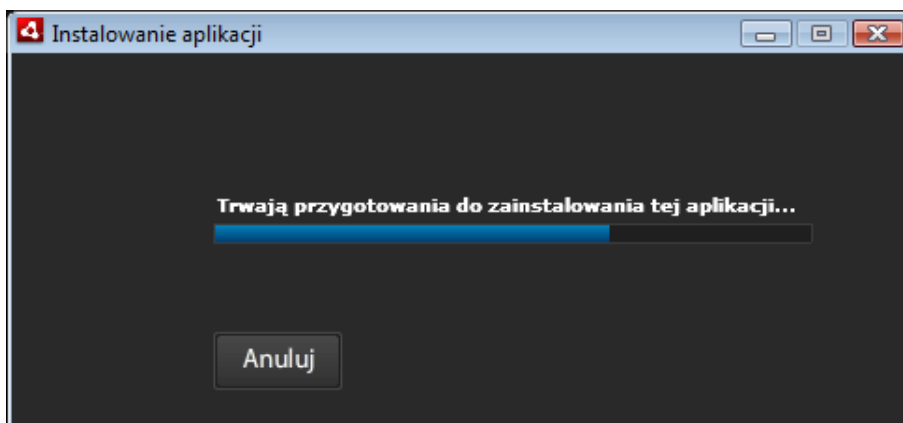 Instalowanie aplikacji
Trwają przygotowania do zainstalowania tej aplikacji...
Anuluj